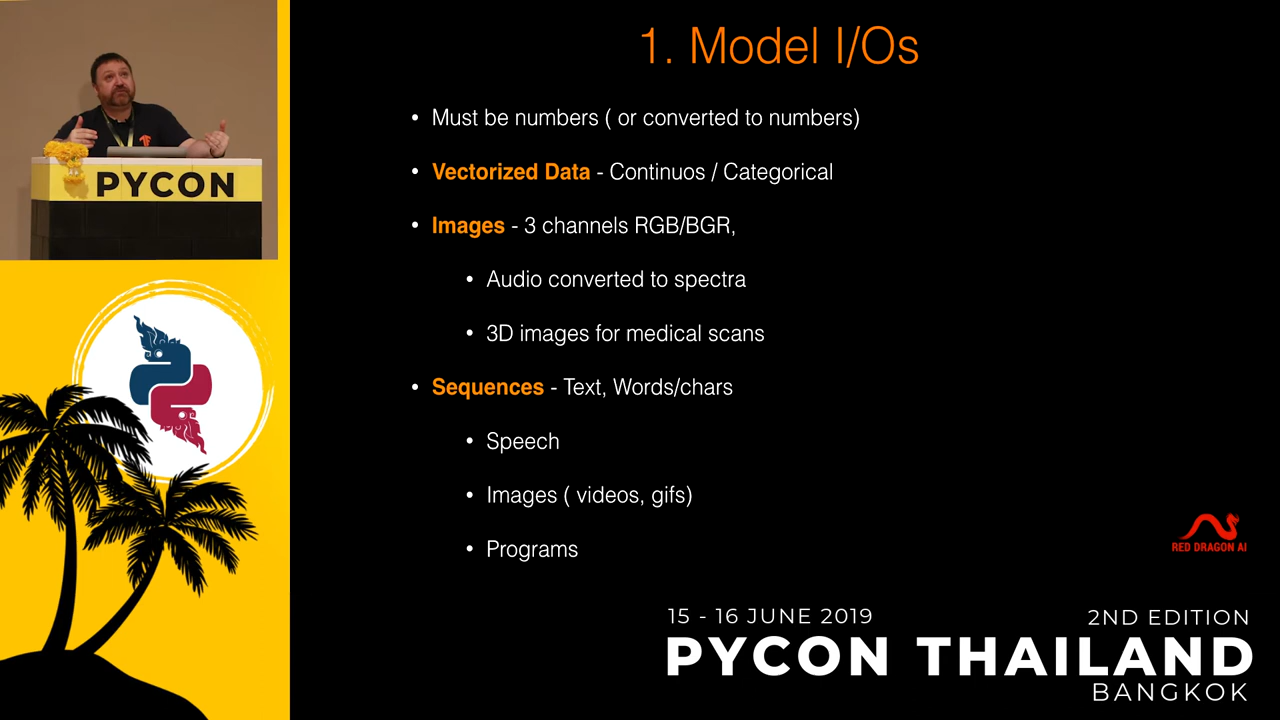 1. Model I/Os
• Must be numbers ( or converted to numbers)
• Vectorized Data - Continuos / Categorical
• Images - 3 channels RGB/BGR,
• Audio converted to spectra
• 3D images for medical scans
• Sequences - Text, Words/chars
• Speech
• Images ( videos, gifs)
• Programs
PYCON
RED DRAGON AI
15 - 16 JUNE 2019
2ND EDITION
PYCON THAILAND
BANGKOK